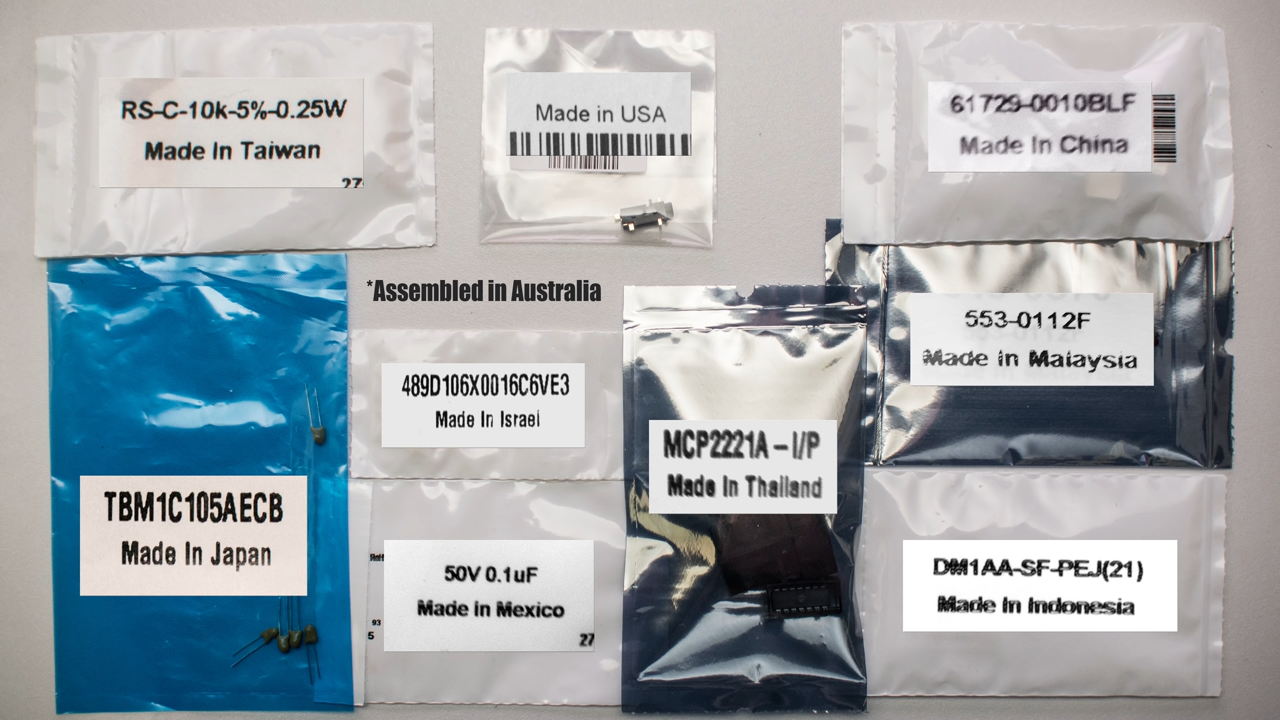 RS-C-10k-5%-0.25W
Made In Taiwan
27
Made in USA
61729-0010BLF
Made In China
*Assembled in Australia
553-0112F
Made In Malaysia
489D106X0016C6VE3
Made In Israel
MCP2221A – I/P
Made In Thailand
TBM1C105AECB
Made In Japan
50V 0.1uF
Made in Mexico
93
5
27
DM1AA-SF-PEJ(21)
Made In Indonesia